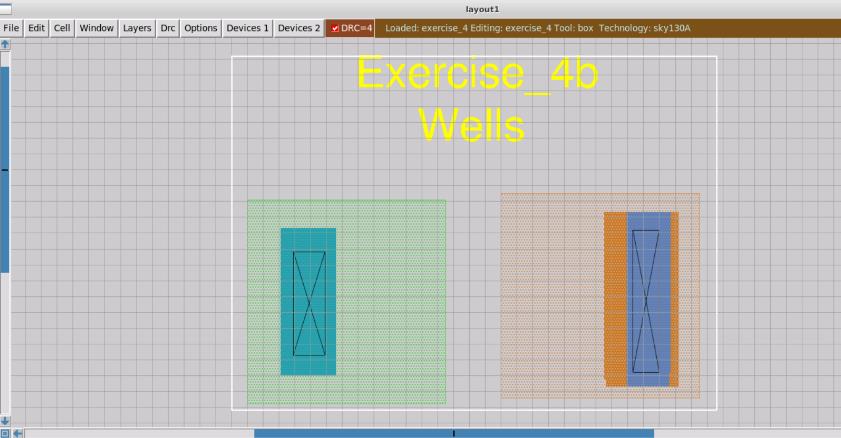 layout1
File Edit Cell Window Layers Drc Options Devices 1 Devices 2 DRC=4 Loaded: exercise_4 Editing: exercise_4 Tool: box Technology: sky130A
Exercise_4b
Wells